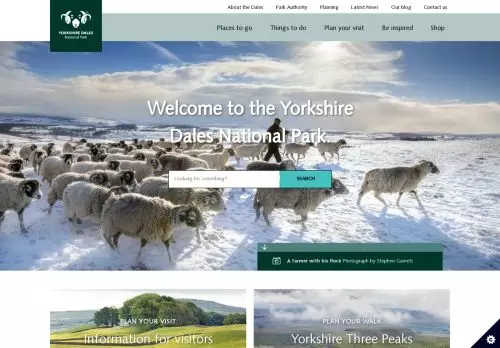 About the Dales Park Authority Planning Latest News Our blog Contact us
YORKSHIRE DALES
National Park
Places to go Things to do Plan your visit Be inspired Shop
Welcome to the Yorkshire
Dales National Park.
Looking for something? SEARCH
A farmer with his flock Photograph by Stephen Garnett
PLAN YOUR VISIT
Information for visitors
PLAN YOUR WALK
Yorkshire Three Peaks